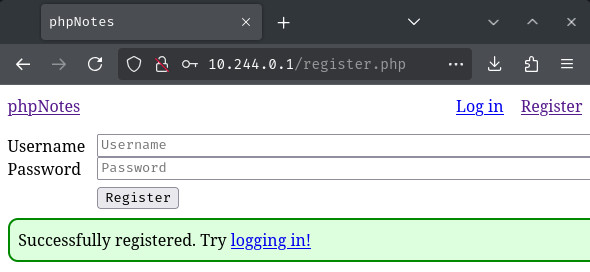 phpNotes
10.244.0.1/register.php
phpNotes Log in Register
Username Username
Password Password
Register
Successfully registered. Try logging in!